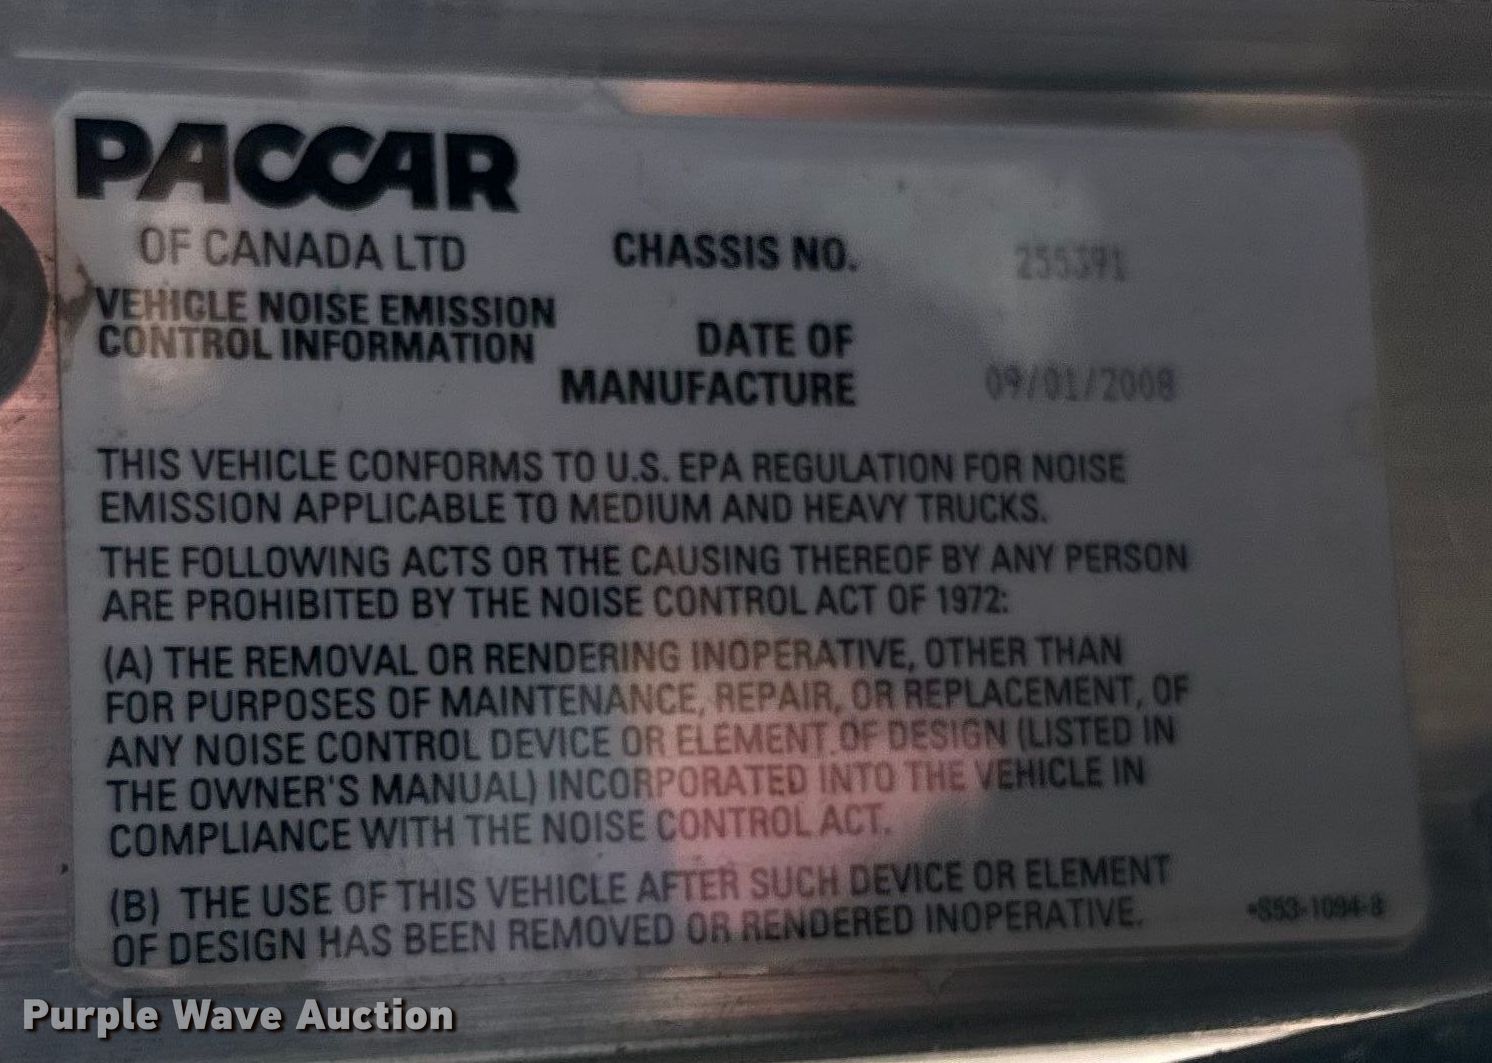 PACCAR
OF CANADA LTD
CHASSIS NO. 255391
VEHICLE NOISE EMISSION
CONTROL INFORMATION
DATE OF
MANUFACTURE 09/01/2008
THIS VEHICLE CONFORMS TO U.S. EPA REGULATION FOR NOISE
EMISSION APPLICABLE TO MEDIUM AND HEAVY TRUCKS.
THE FOLLOWING ACTS OR THE CAUSING THEREOF BY ANY PERSON
ARE PROHIBITED BY THE NOISE CONTROL ACT OF 1972:
(A) THE REMOVAL OR RENDERING INOPERATIVE, OTHER THAN
FOR PURPOSES OF MAINTENANCE, REPAIR, OR REPLACEMENT, OF
ANY NOISE CONTROL DEVICE OR ELEMENT OF DESIGN (LISTED IN
THE OWNER'S MANUAL) INCORPORATED INTO THE VEHICLE IN
COMPLIANCE WITH THE NOISE CONTROL ACT.
(B) THE USE OF THIS VEHICLE AFTER SUCH DEVICE OR ELEMENT
OF DESIGN HAS BEEN REMOVED OR RENDERED INOPERATIVE.
•S53-1094-8
Purple Wave Auction